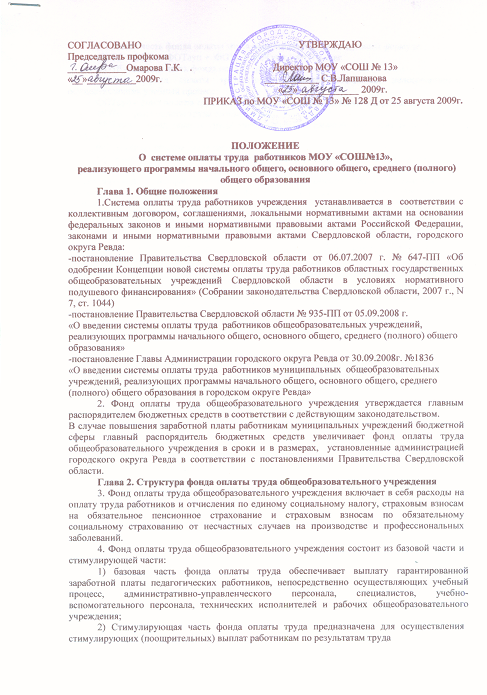 СОГЛАСОВАНО УТВЕРЖДАЮ
Председатель профкома
Омарова Г.К. . Директор МОУ «СОШ № 13»
«25» августа 2009г. С.В.Лапшанова
«25» августа 2009г.
ПРИКАЗ по МОУ «СОШ № 13» № 128 Д от 25 августа 2009г.
ПОЛОЖЕНИЕ
О системе оплаты труда работников МОУ «СОШ№13»,
реализующего программы начального общего, основного общего, среднего (полного)
общего образования
Глава 1. Общие положения
1.Система оплаты труда работников учреждения устанавливается в соответствии с
коллективным договором, соглашениями, локальными нормативными актами на основании
федеральных законов и иными нормативными правовыми актами Российской Федерации,
законами и иными нормативными правовыми актами Свердловской области, городского
округа Ревда:
-постановление Правительства Свердловской области от 06.07.2007 г. № 647-ПП «Об
одобрении Концепции новой системы оплаты труда работников областных государственных
общеобразовательных учреждений Свердловской области в условиях нормативного
подушевого финансирования» (Собрании законодательства Свердловской области, 2007 г., N
7, ст. 1044)
-постановление Правительства Свердловской области № 935-ПП от 05.09.2008 г.
«О введении системы оплаты труда работников общеобразовательных учреждений,
реализующих программы начального общего, основного общего, среднего (полного) общего
образования»
-постановление Главы Администрации городского округа Ревда от 30.09.2008г. №1836
«О введении системы оплаты труда работников муниципальных общеобразовательных
учреждений, реализующих программы начального общего, основного общего, среднего
(полного) общего образования в городском округе Ревда»
2. Фонд оплаты труда общеобразовательного учреждения утверждается главным
распорядителем бюджетных средств в соответствии с действующим законодательством.
В случае повышения заработной платы работникам муниципальных учреждений бюджетной
сферы главный распорядитель бюджетных средств увеличивает фонд оплаты труда
общеобразовательного учреждения в сроки и в размерах, установленные администрацией
городского округа Ревда в соответствии с постановлениями Правительства Свердловской
области.
Глава 2. Структура фонда оплаты труда общеобразовательного учреждения
3. Фонд оплаты труда общеобразовательного учреждения включает в себя расходы на
оплату труда работников и отчисления по единому социальному налогу, страховым взносам
на обязательное пенсионное страхование и страховым взносам по обязательному
социальному страхованию от несчастных случаев на производстве и профессиональных
заболеваний.
4. Фонд оплаты труда общеобразовательного учреждения состоит из базовой части и
стимулирующей части:
1) базовая часть фонда оплаты труда обеспечивает выплату гарантированной
заработной платы педагогических работников, непосредственно осуществляющих учебный
процесс, административно-управленческого персонала, специалистов, учебно-
вспомогательного персонала, технических исполнителей и рабочих общеобразовательного
учреждения;
2) Стимулирующая часть фонда оплаты труда предназначена для осуществления
стимулирующих (поощрительных) выплат работникам по результатам труда